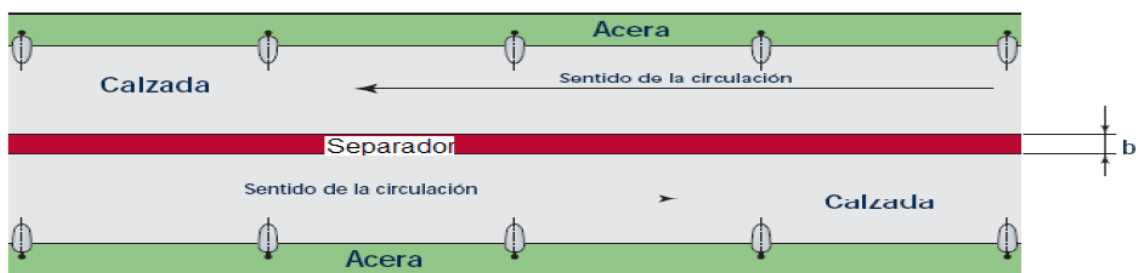 Acera
Sentido de la circulación
Calzada
Separador
b
Sentido de la circulación
Calzada
Acera